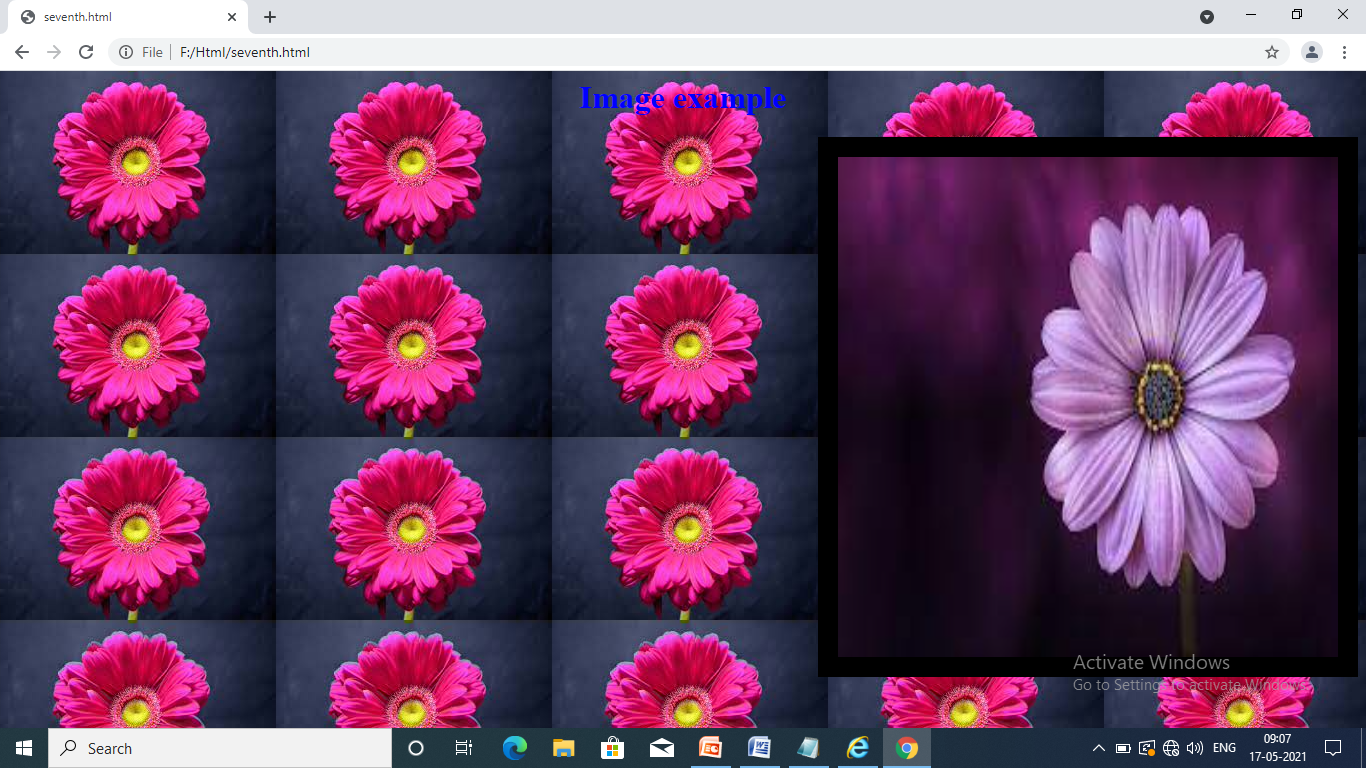 seventh.html
File
F:/Html/seventh.html
Image example
Activate Windows
Go to Settings to activate Windows.
Search
ENG
09:07
17-05-2021